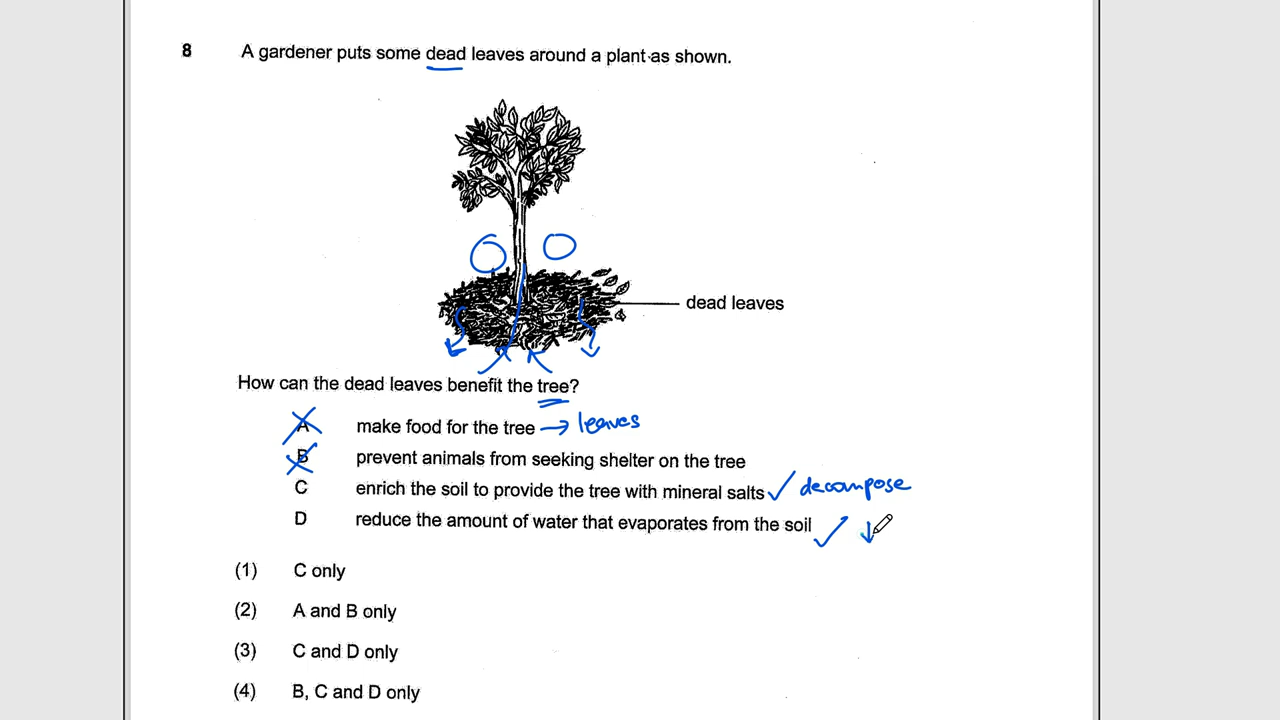 8 A gardener puts some dead leaves around a plant as shown.
dead leaves
How can the dead leaves benefit the tree?
A make food for the tree → leaves
B prevent animals from seeking shelter on the tree
C enrich the soil to provide the tree with mineral salts ✓ decompose
D reduce the amount of water that evaporates from the soil ✓ ↓
(1) C only
(2) A and B only
(3) C and D only
(4) B, C and D only